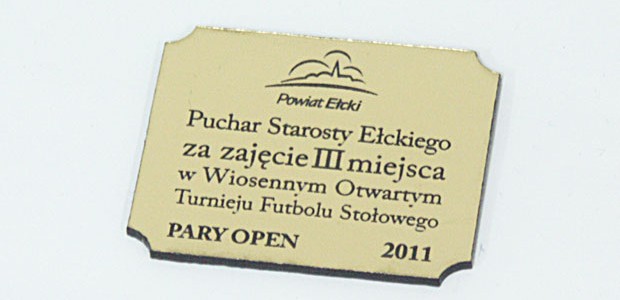 Powiat Ełcki
Puchar Starosty Ełckiego
za zajęcie III miejsca
w Wiosennym Otwartym
Turnieju Futbolu Stołowego
PARY OPEN 2011